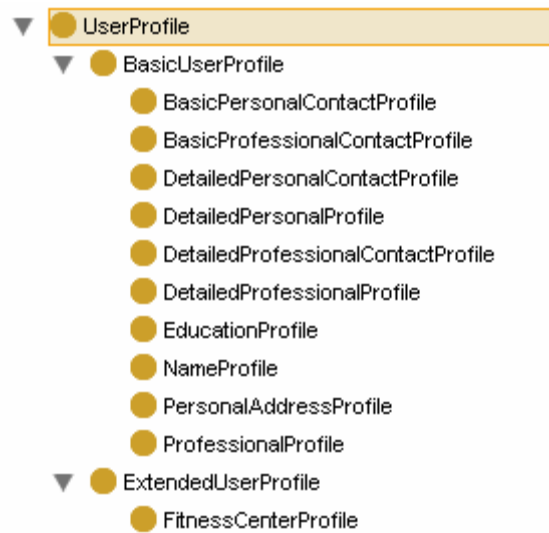 UserProfile
BasicUserProfile
BasicPersonalContactProfile
BasicProfessionalContactProfile
DetailedPersonalContactProfile
DetailedPersonalProfile
DetailedProfessionalContactProfile
DetailedProfessionalProfile
EducationProfile
NameProfile
PersonalAddressProfile
ProfessionalProfile
ExtendedUserProfile
FitnessCenterProfile